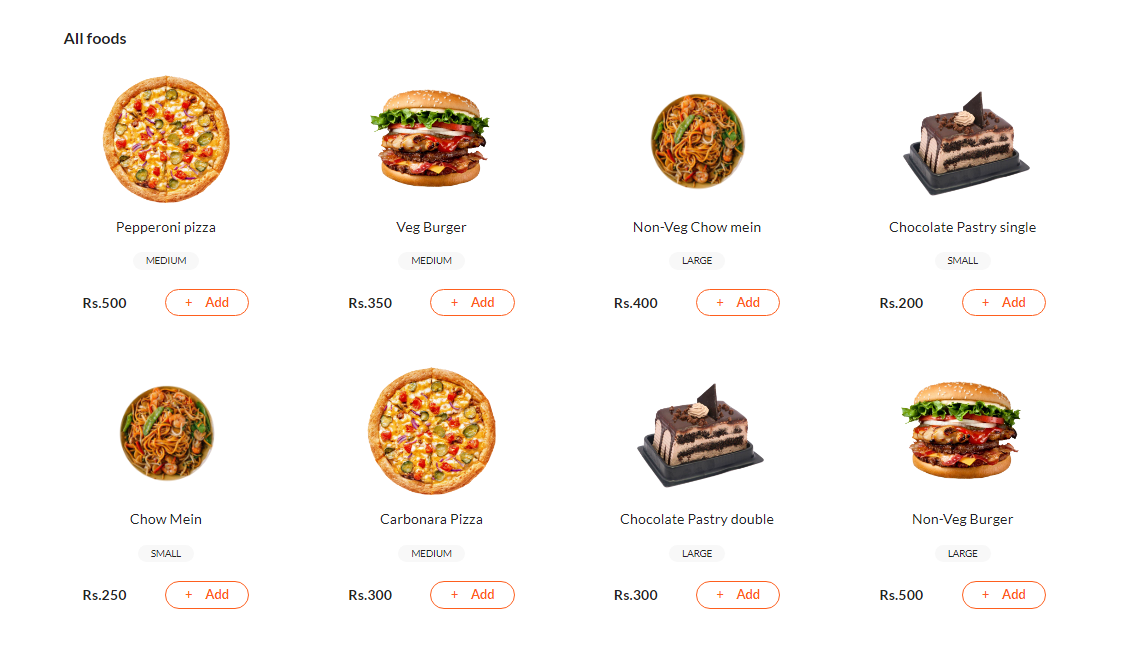 All foods
Pepperoni pizza
MEDIUM
Rs.500 + Add
Veg Burger
MEDIUM
Rs.350 + Add
Non-Veg Chow mein
LARGE
Rs.400 + Add
Chocolate Pastry single
SMALL
Rs.200 + Add
Chow Mein
SMALL
Rs.250 + Add
Carbonara Pizza
MEDIUM
Rs.300 + Add
Chocolate Pastry double
LARGE
Rs.300 + Add
Non-Veg Burger
LARGE
Rs.500 + Add